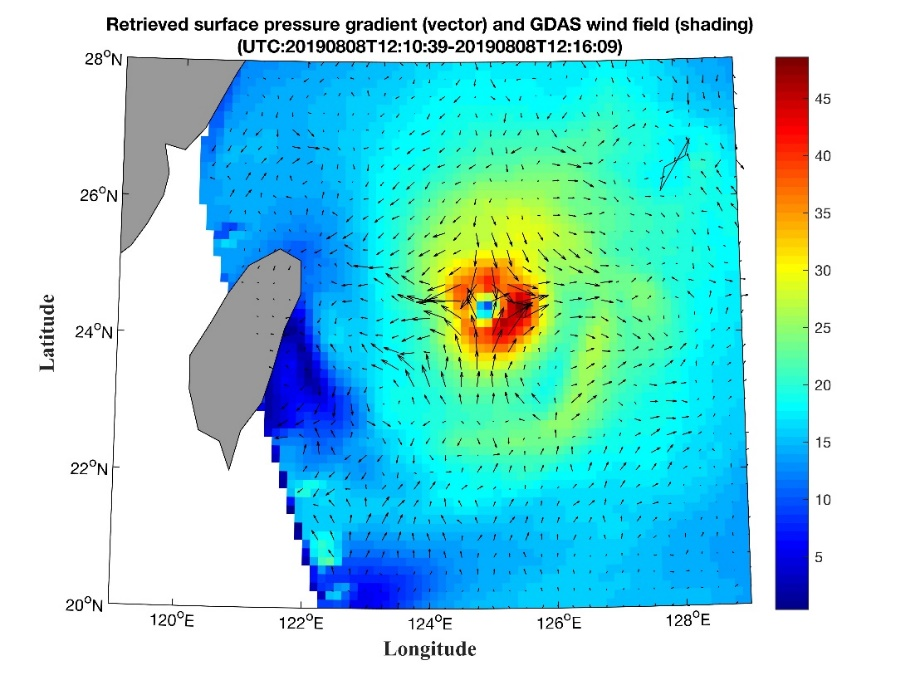 Retrieved surface pressure gradient (vector) and GDAS wind field (shading)
(UTC:20190808T12:10:39-20190808T12:16:09)
28°N
26°N
24°N
22°N
20°N
Latitude
120°E
122°E
124°E
126°E
128°E
Longitude
45
40
35
30
25
20
15
10
5